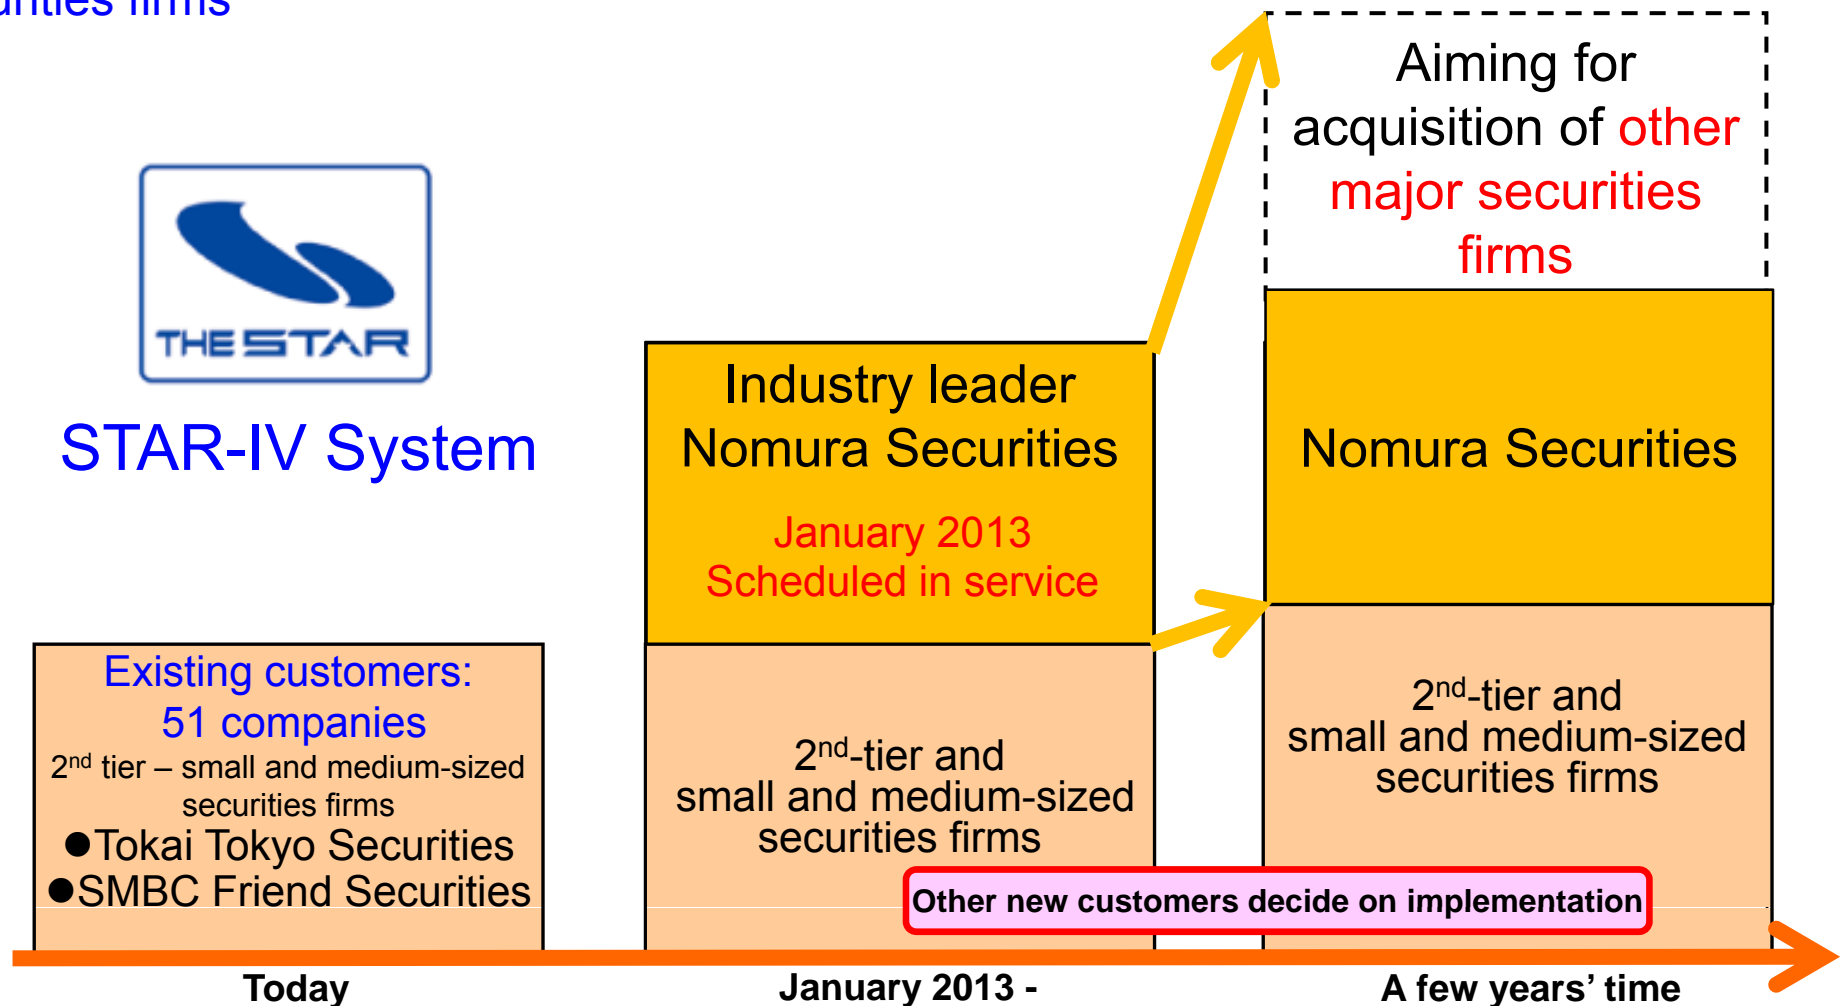 securities firms
THE STAR
STAR-IV System
Existing customers:
51 companies
2nd tier – small and medium-sized
securities firms
●Tokai Tokyo Securities
●SMBC Friend Securities
Industry leader
Nomura Securities
January 2013
Scheduled in service
2nd-tier and
small and medium-sized
securities firms
Aiming for
acquisition of other
major securities
firms
Nomura Securities
2nd-tier and
small and medium-sized
securities firms
Other new customers decide on implementation
Today
January 2013 -
A few years’ time